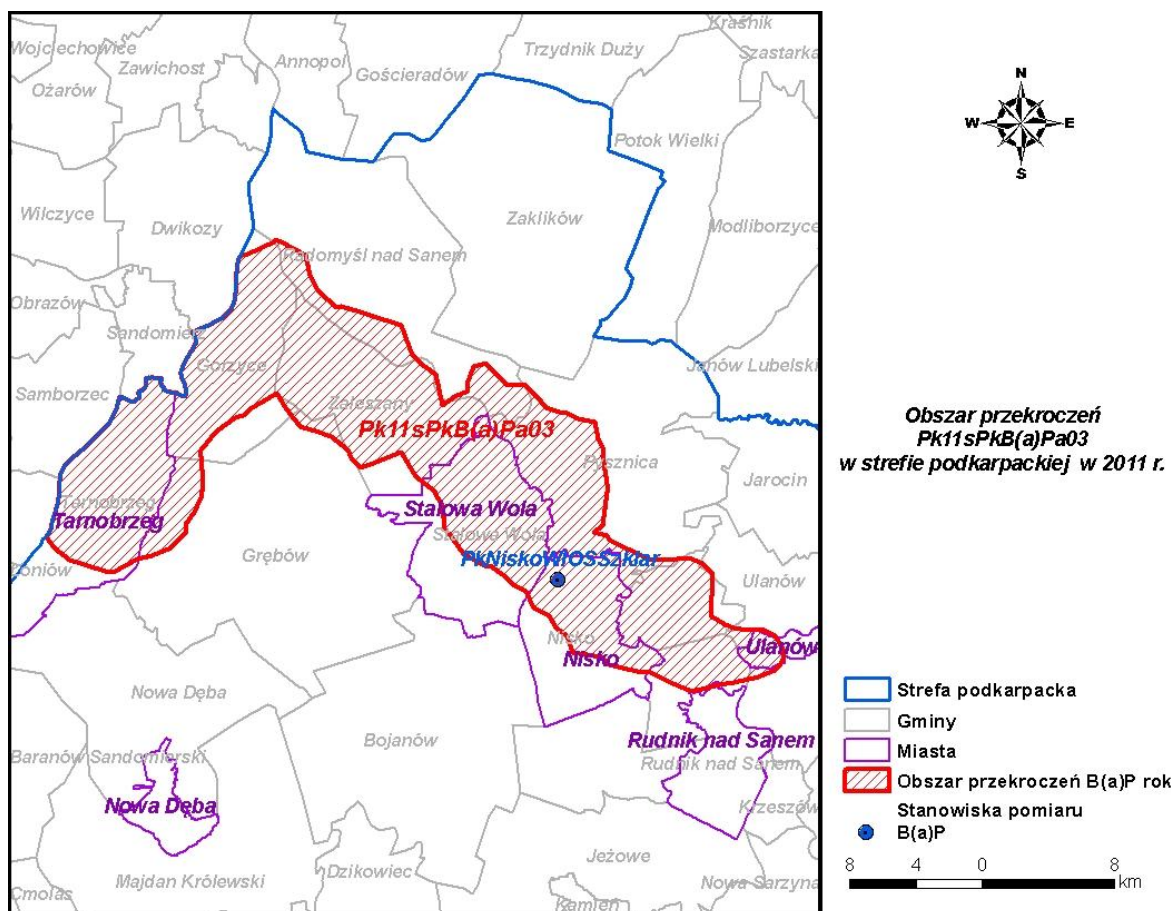 Wojciechowice
Zawichost
Annopol
Gościeradów
Trzydnik Duży
Kraśnik
Szastarka
Ożarów
Potok Wielki
Wilczyce
Dwikozy
Zaklików
Modliborzyce
Radomyśl nad Sanem
Obrazów
Sandomierz
Gorzyce
Samborzec
Janów Lubelski
Zaleszany
Pk11sPkB(a)Pa03
Pysznica
Jarocin
Tarnobrzeg
Tarnobrzeg
Stalowa Wola
Stalowa Wola
Grębów
PkNiskoWIOSSzklar
Łoniów
Ulanów
Nisko
Nisko
Ulanów
Nowa Dęba
Bojanów
Rudnik nad Sanem
Rudnik nad Sanem
Baranów Sandomierski
Nowa Dęba
Krzeszów
Jeżowe
Dzikowiec
Majdan Królewski
Cmolas
Kamień
Nowa Sarzyna
N
W E
S
Obszar przekroczeń
Pk11sPkB(a)Pa03
w strefie podkarpackiej w 2011 r.
Strefa podkarpacka
Gminy
Miasta
Obszar przekroczeń B(a)P rok
Stanowiska pomiaru
B(a)P
8 4 0 8
km